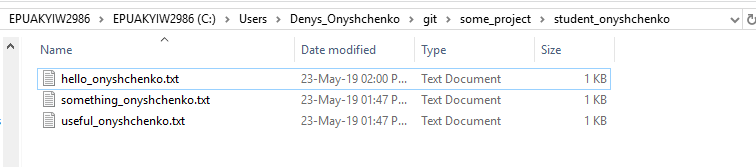 EPUAKYIW2986 > EPUAKYIW2986 (C:) > Users > Denys_Onyshchenko > git > some_project > student_onyshchenko
Name Date modified Type Size
hello_onyshchenko.txt 23-May-19 02:00 P... Text Document 1 KB
something_onyshchenko.txt 23-May-19 01:47 P... Text Document 1 KB
useful_onyshchenko.txt 23-May-19 01:47 P... Text Document 1 KB